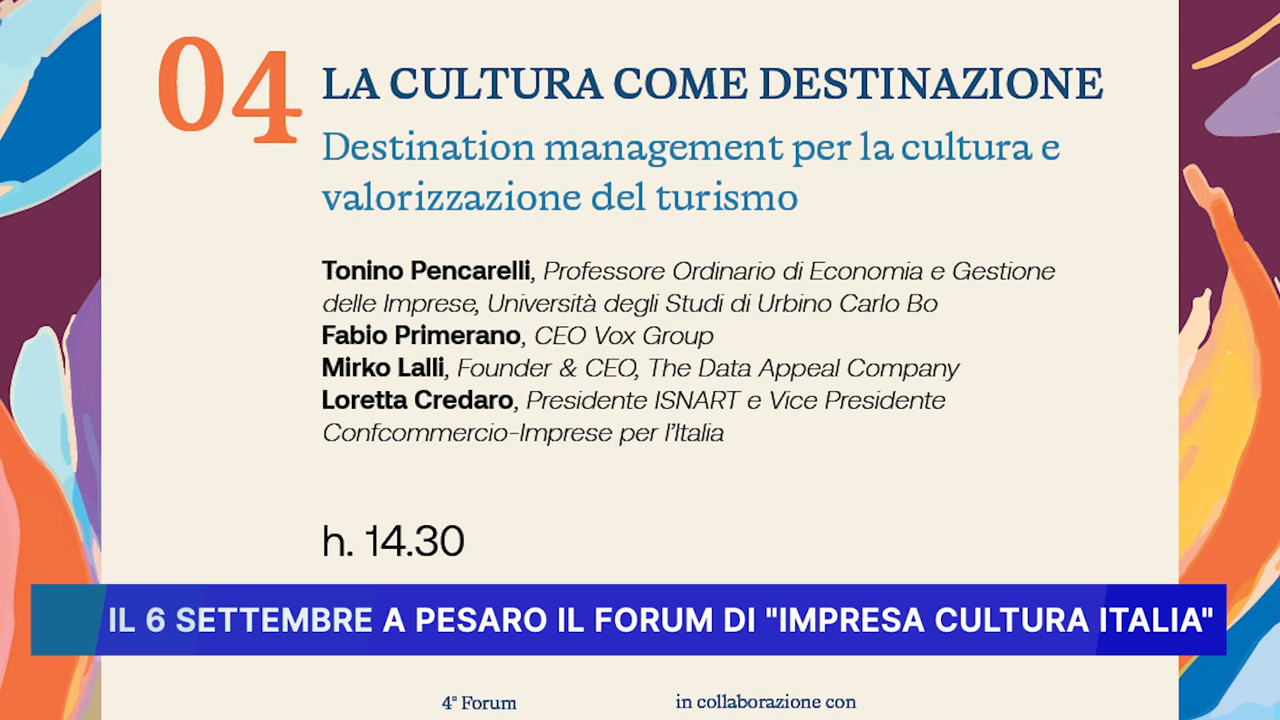 04
LA CULTURA COME DESTINAZIONE
Destination management per la cultura e
valorizzazione del turismo
Tonino Pencarelli, Professore Ordinario di Economia e Gestione
delle Imprese, Università degli Studi di Urbino Carlo Bo
Fabio Primerano, CEO Vox Group
Mirko Lalli, Founder & CEO, The Data Appeal Company
Loretta Credaro, Presidente ISNART e Vice Presidente
Confcommercio-Imprese per l'Italia
h. 14.30
IL 6 SETTEMBRE A PESARO IL FORUM DI "IMPRESA CULTURA ITALIA"
4° Forum
in collaborazione con